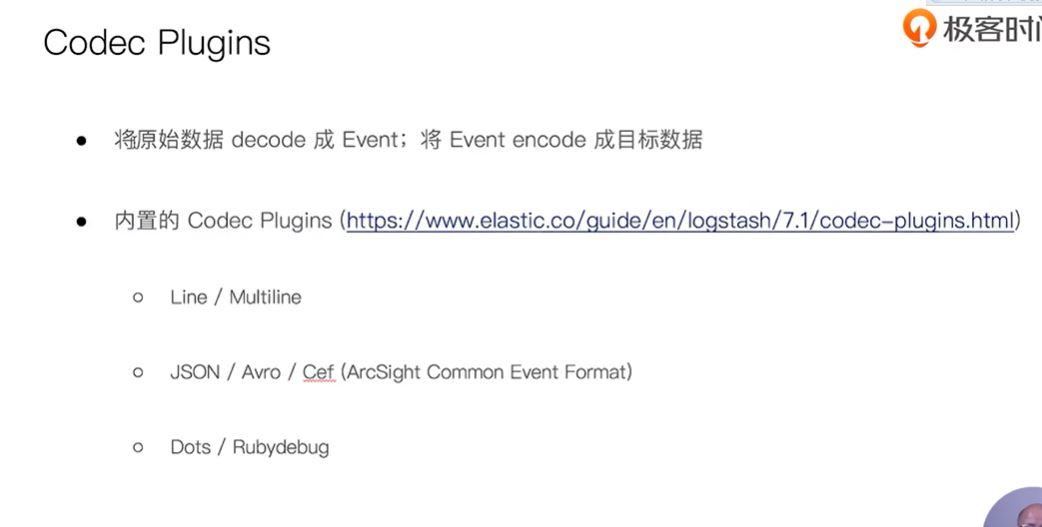 极客时间
Codec Plugins
将原始数据 decode 成 Event；将 Event encode 成目标数据
内置的 Codec Plugins (https://www.elastic.co/guide/en/logstash/7.1/codec-plugins.html)
Line / Multiline
JSON / Avro / Cef (ArcSight Common Event Format)
Dots / Rubydebug